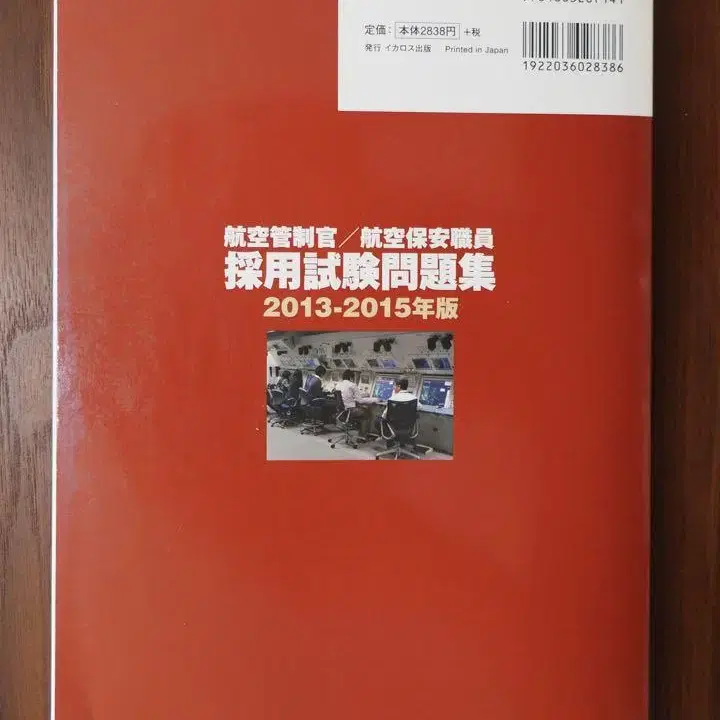 定価：本体2838円 +税
発行 イカロス出版 Printed in Japan
1922036028386
航空管制官／航空保安職員
採用試験問題集
2013-2015年版